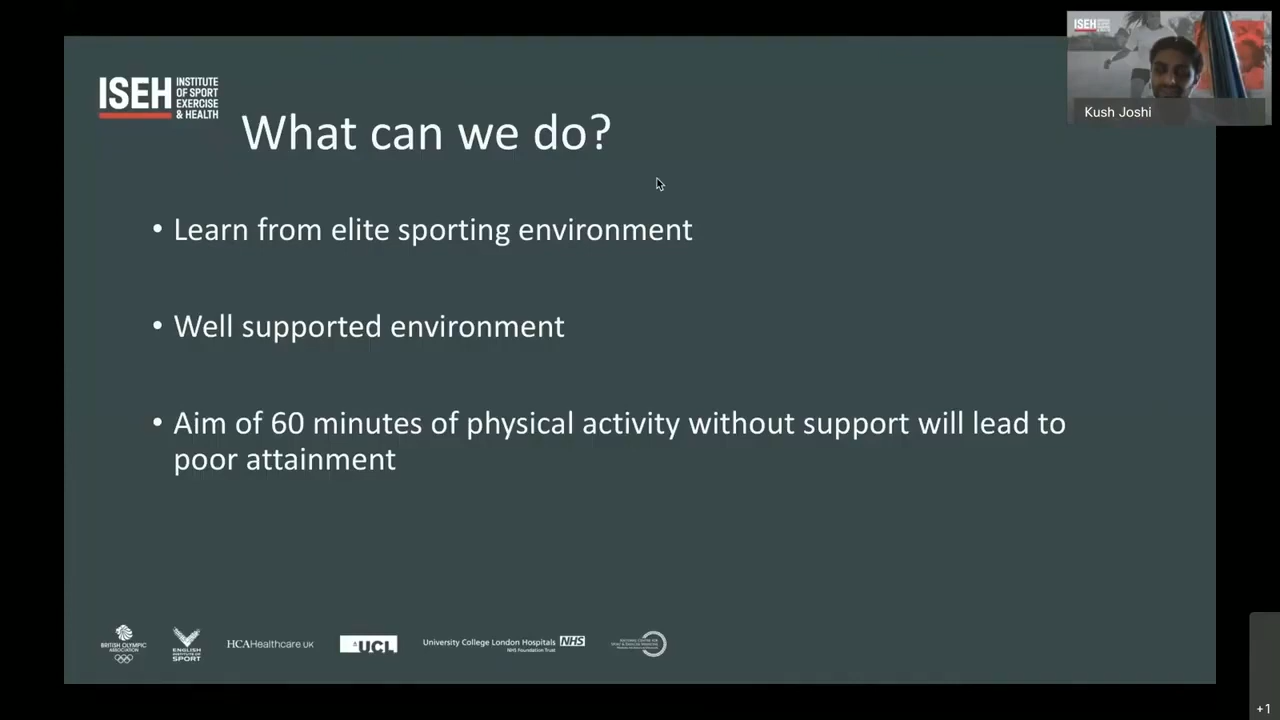 ISEH INSTITUTE
OF SPORT
EXERCISE
& HEALTH
What can we do?
• Learn from elite sporting environment
• Well supported environment
• Aim of 60 minutes of physical activity without support will lead to
poor attainment
ISEH
Kush Joshi
BRITISH OLYMPIC
ASSOCIATION
ENGLISH
INSTITUTE OF
SPORT
HCAHealthcare UK
UCL
University College London Hospitals NHS
NHS Foundation Trust
+1